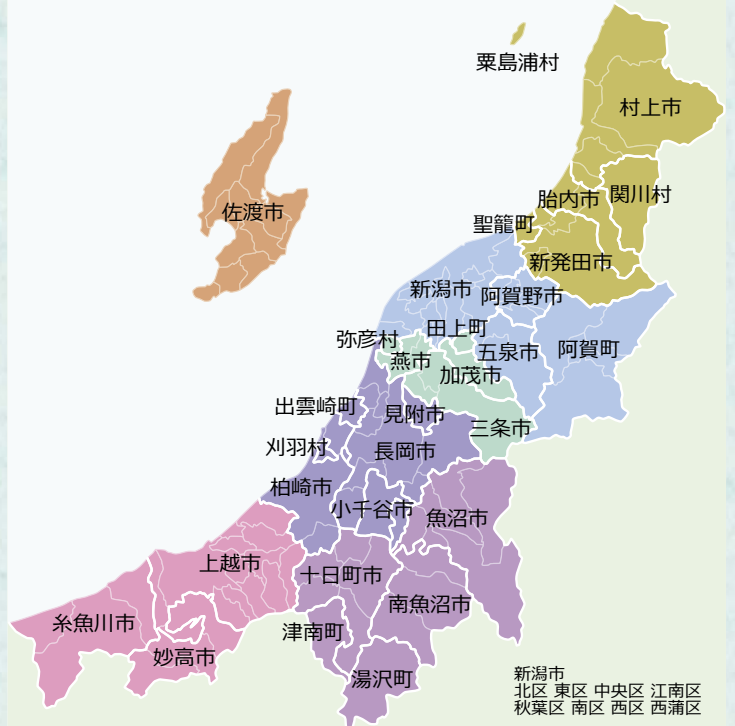 粟島浦村
村上市
関川村
胎内市
佐渡市
聖籠町
新発田市
新潟市
阿賀野市
田上町
弥彦村
五泉市
阿賀町
燕市
加茂市
出雲崎町
見附市
三条市
刈羽村
長岡市
柏崎市
小千谷市
魚沼市
上越市
十日町市
南魚沼市
糸魚川市
津南町
妙高市
湯沢町
新潟市
北区 東区 中央区 江南区
秋葉区 南区 西区 西蒲区